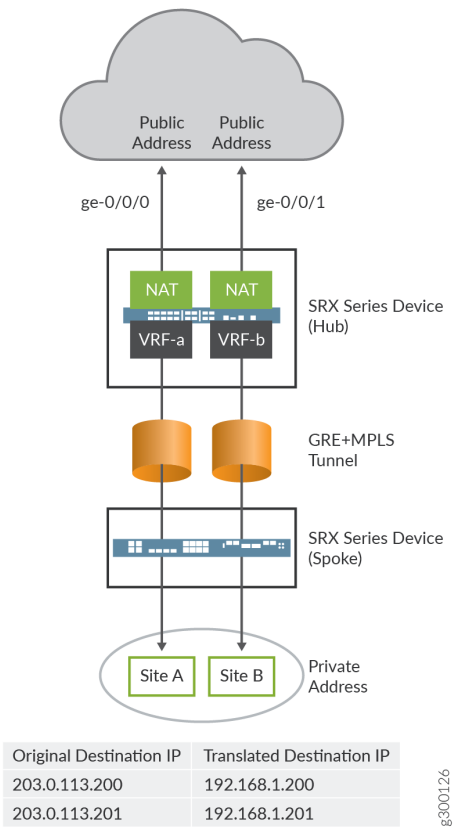 Public Public
Address Address
ge-0/0/0 ge-0/0/1
NAT NAT
VRF-a VRF-b
SRX Series Device
(Hub)
GRE+MPLS
Tunnel
SRX Series Device
(Spoke)
Site A Site B
Private
Address
Original Destination IP Translated Destination IP
203.0.113.200 192.168.1.200
203.0.113.201 192.168.1.201
g300126